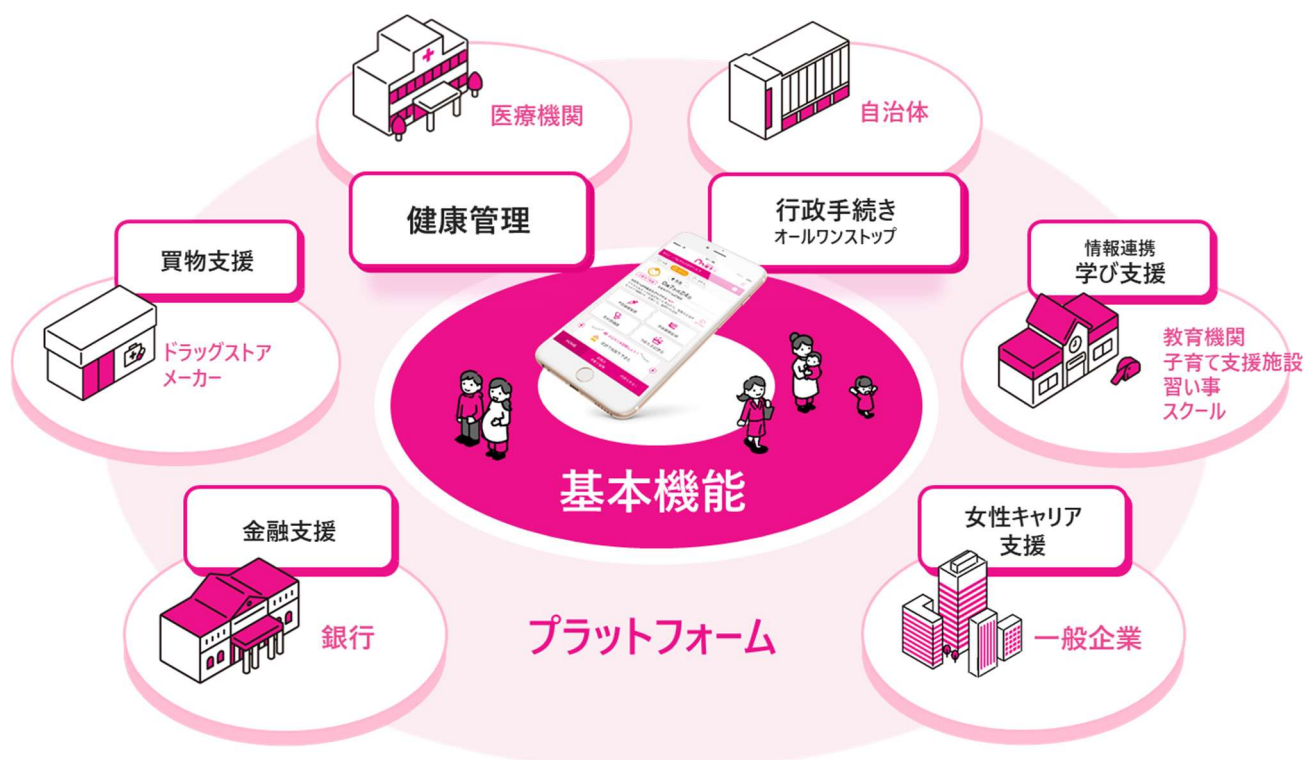 医療機関
自治体
健康管理
行政手続き
オールワンストップ
買物支援
情報連携
学び支援
ドラッグストア
メーカー
教育機関
子育て支援施設
習い事
スクール
基本機能
金融支援
女性キャリア
支援
銀行
プラットフォーム
一般企業